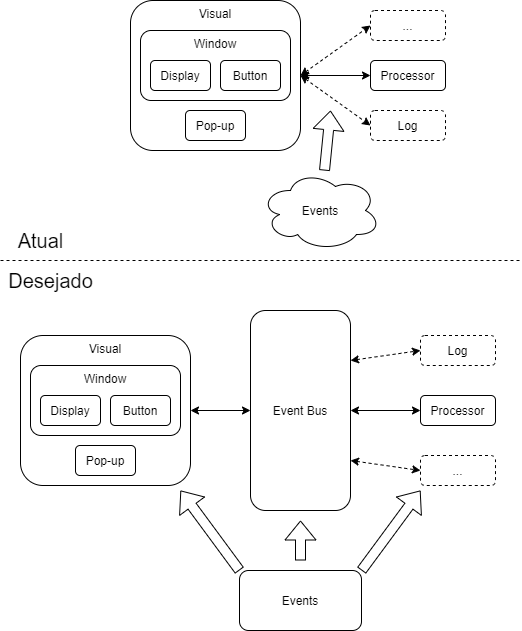 Visual
Window
Display
Button
Pop-up
...
Processor
Log
Events
Atual
Desejado
Visual
Window
Display
Button
Pop-up
Event Bus
Log
Processor
...
Events